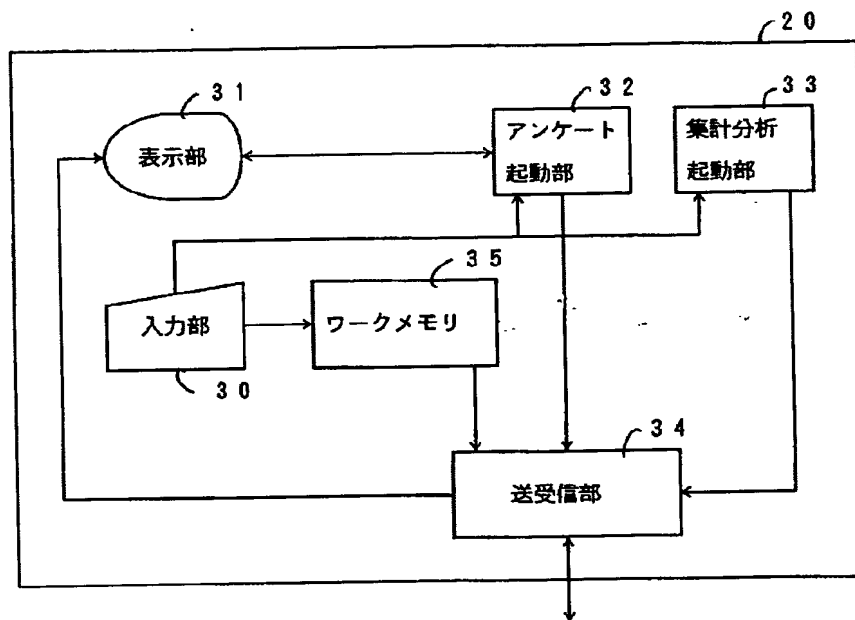 20
31
表示部
32
アンケート
起動部
33
集計分析
起動部
35
ワークメモリ
入力部
30
34
送受信部